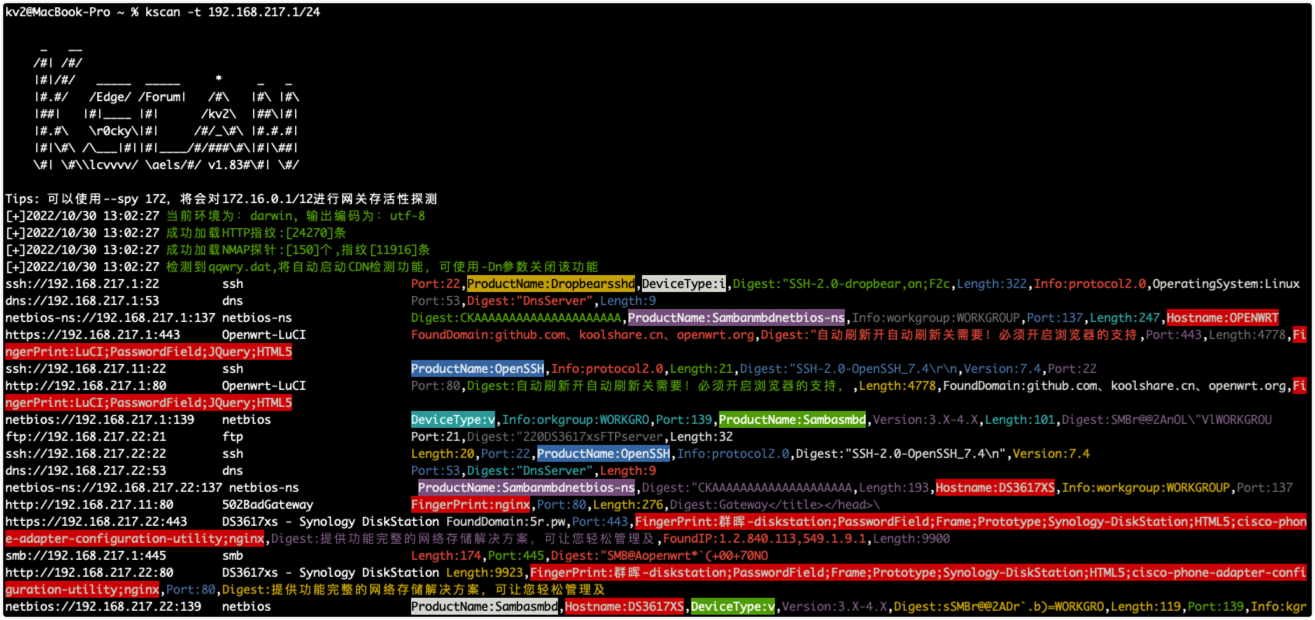 kv2@MacBook-Pro ~ % kscan -t 192.168.217.1/24
     _   __
    /#| /#/
    |#|/#/   _____  _____     *     _   _
    |#.#/   /Edge/ /Forum|   /#\   |#\ |#\
    |##|   |#|____ |#|      /kv2\  |##\|#|
    |#.#\   \r0cky\|#|     /#/_\#\ |#.#.#|
    |#|\#\ /\___|#||#|____/#/###\#\|#|\##|
    \#| \#\\lcvvvv/ \aels/#/ v1.83#\#| \#/
Tips: 可以使用--spy 172, 将会对172.16.0.1/12进行网关存活性探测
[+]2022/10/30 13:02:27 当前环境为: darwin, 输出编码为: utf-8
[+]2022/10/30 13:02:27 成功加载HTTP指纹:[24270]条
[+]2022/10/30 13:02:27 成功加载NMAP探针:[150]个,指纹[11916]条
[+]2022/10/30 13:02:27 检测到qqwry.dat,将自动启动CDN检测功能, 可使用-Dn参数关闭该功能
ssh://192.168.217.1:22 ssh Port:22,ProductName:Dropbearsshd,DeviceType:i,Digest:"SSH-2.0-dropbear,on;F2c,Length:322,Info:protocol2.0,OperatingSystem:Linux
dns://192.168.217.1:53 dns Port:53,Digest:"DnsServer",Length:9
netbios-ns://192.168.217.1:137 netbios-ns Digest:CKAAAAAAAAAAAAAAAAAAAAA,ProductName:Sambanmbdnetbios-ns,Info:workgroup:WORKGROUP,Port:137,Length:247,Hostname:OPENWRT
https://192.168.217.1:443 Openwrt-LuCI FoundDomain:github.com、koolshare.cn、openwrt.org,Digest:"自动刷新开自动刷新关需要! 必须开启浏览器的支持,Port:443,Length:4778,Fi
ngerPrint:LuCI;PasswordField;JQuery;HTML5
ssh://192.168.217.11:22 ssh ProductName:OpenSSH,Info:protocol2.0,Length:21,Digest:"SSH-2.0-OpenSSH_7.4\r\n,Version:7.4,Port:22
http://192.168.217.1:80 Openwrt-LuCI Port:80,Digest:自动刷新开自动刷新关需要! 必须开启浏览器的支持, ,Length:4778,FoundDomain:github.com、koolshare.cn、openwrt.org,Fi
ngerPrint:LuCI;PasswordField;JQuery;HTML5
netbios://192.168.217.1:139 netbios DeviceType:v,Info:orkgroup:WORKGRO,Port:139,ProductName:Sambasmbd,Version:3.X-4.X,Length:101,Digest:SMBr@@2AnOL\"VlWORKGROU
ftp://192.168.217.22:21 ftp Port:21,Digest:"220DS3617xsFTPserver,Length:32
ssh://192.168.217.22:22 ssh Length:20,Port:22,ProductName:OpenSSH,Info:protocol2.0,Digest:"SSH-2.0-OpenSSH_7.4\n",Version:7.4
dns://192.168.217.22:53 dns Port:53,Digest:"DnsServer",Length:9
netbios-ns://192.168.217.22:137 netbios-ns ProductName:Sambanmbdnetbios-ns,Digest:"CKAAAAAAAAAAAAAAAAAAAA,Length:193,Hostname:DS3617XS,Info:workgroup:WORKGROUP,Port:137
http://192.168.217.11:80 502BadGateway FingerPrint:nginx,Port:80,Length:276,Digest:Gateway</title></head>\
https://192.168.217.22:443 DS3617xs - Synology DiskStation FoundDomain:5r.pw,Port:443,FingerPrint:群晖-diskstation;PasswordField;Frame;Prototype;Synology-DiskStation;HTML5;cisco-phon
e-adapter-configuration-utility;nginx,Digest:提供功能完整的网络存储解决方案, 可让您轻松管理及,FoundIP:1.2.840.113,549.1.9.1,Length:9900
smb://192.168.217.1:445 smb Length:174,Port:445,Digest:"SMB@Aopenwrt*`(+00+70NO
http://192.168.217.22:80 DS3617xs - Synology DiskStation Length:9923,FingerPrint:群晖-diskstation;PasswordField;Frame;Prototype;Synology-DiskStation;HTML5;cisco-phone-adapter-confi
guration-utility;nginx,Port:80,Digest:提供功能完整的网络存储解决方案, 可让您轻松管理及
netbios://192.168.217.22:139 netbios ProductName:Sambasmbd,Hostname:DS3617XS,DeviceType:v,Version:3.X-4.X,Digest:sSMBr@@2ADr`.b)=WORKGRO,Length:119,Port:139,Info:kgr